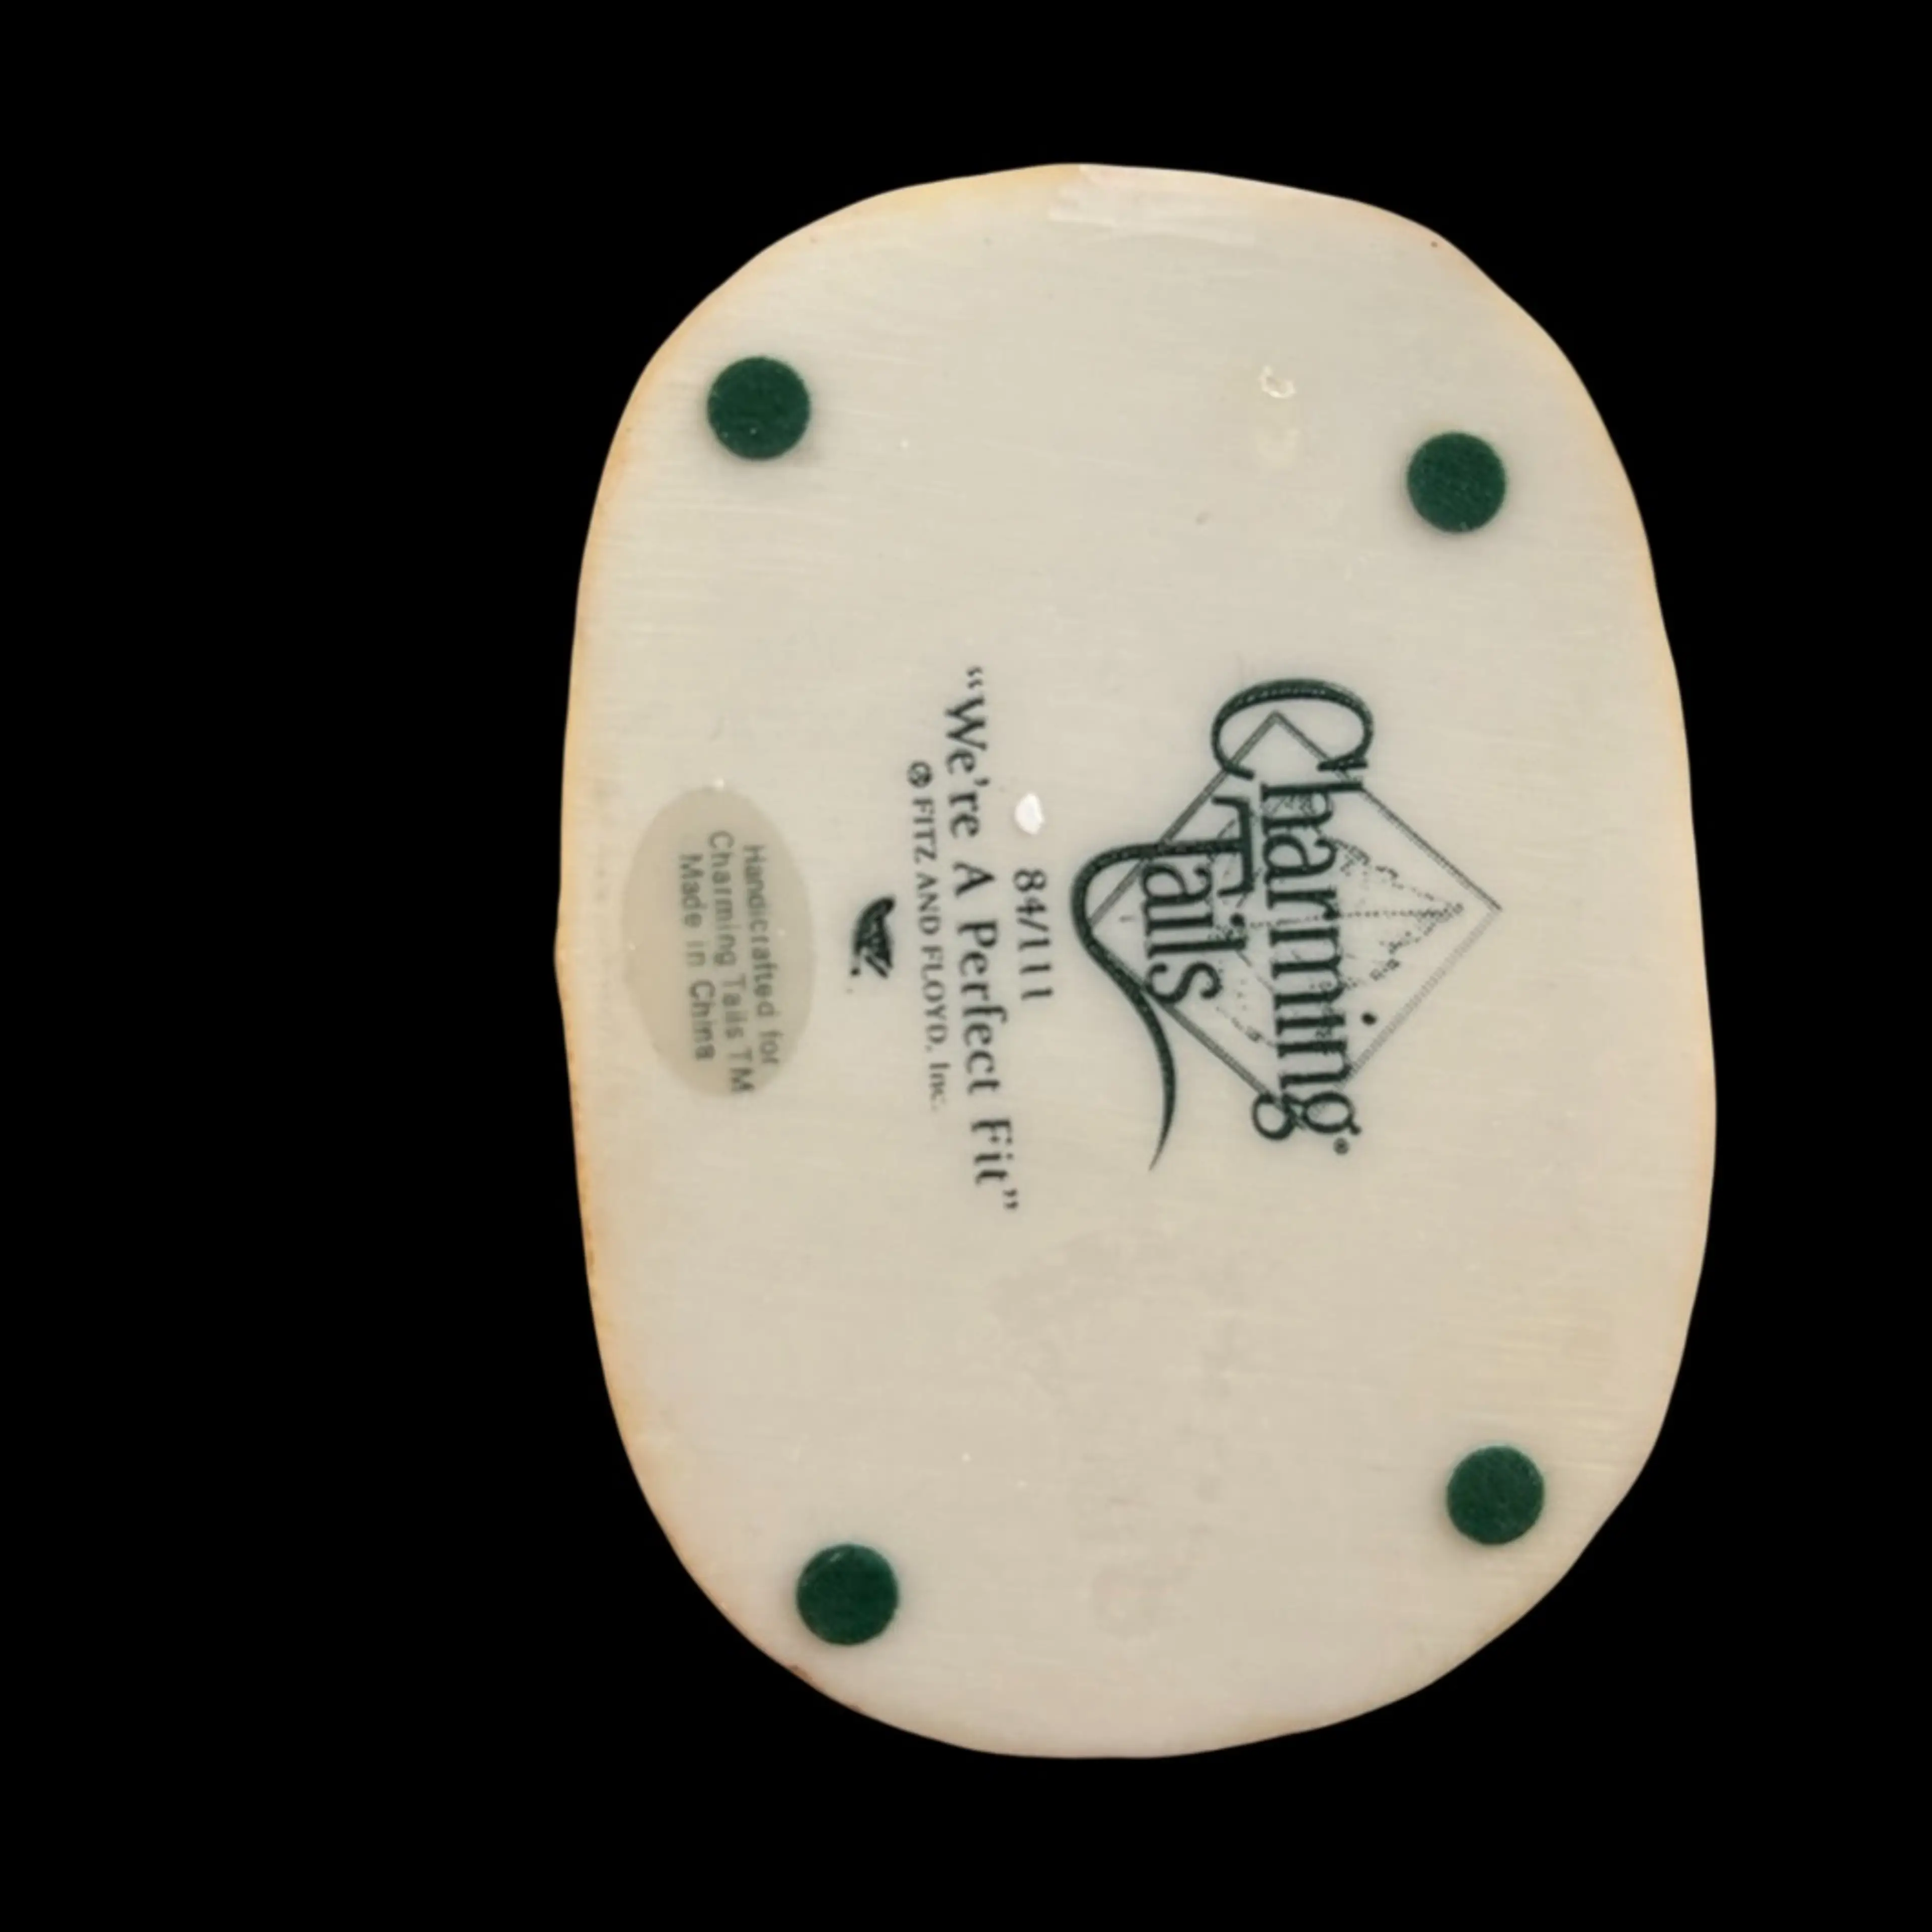 Charming®
Tails
84/111
“We're A Perfect Fit”
© FITZ AND FLOYD, Inc.
Handicrafted for
Charming Tails TM
Made in China